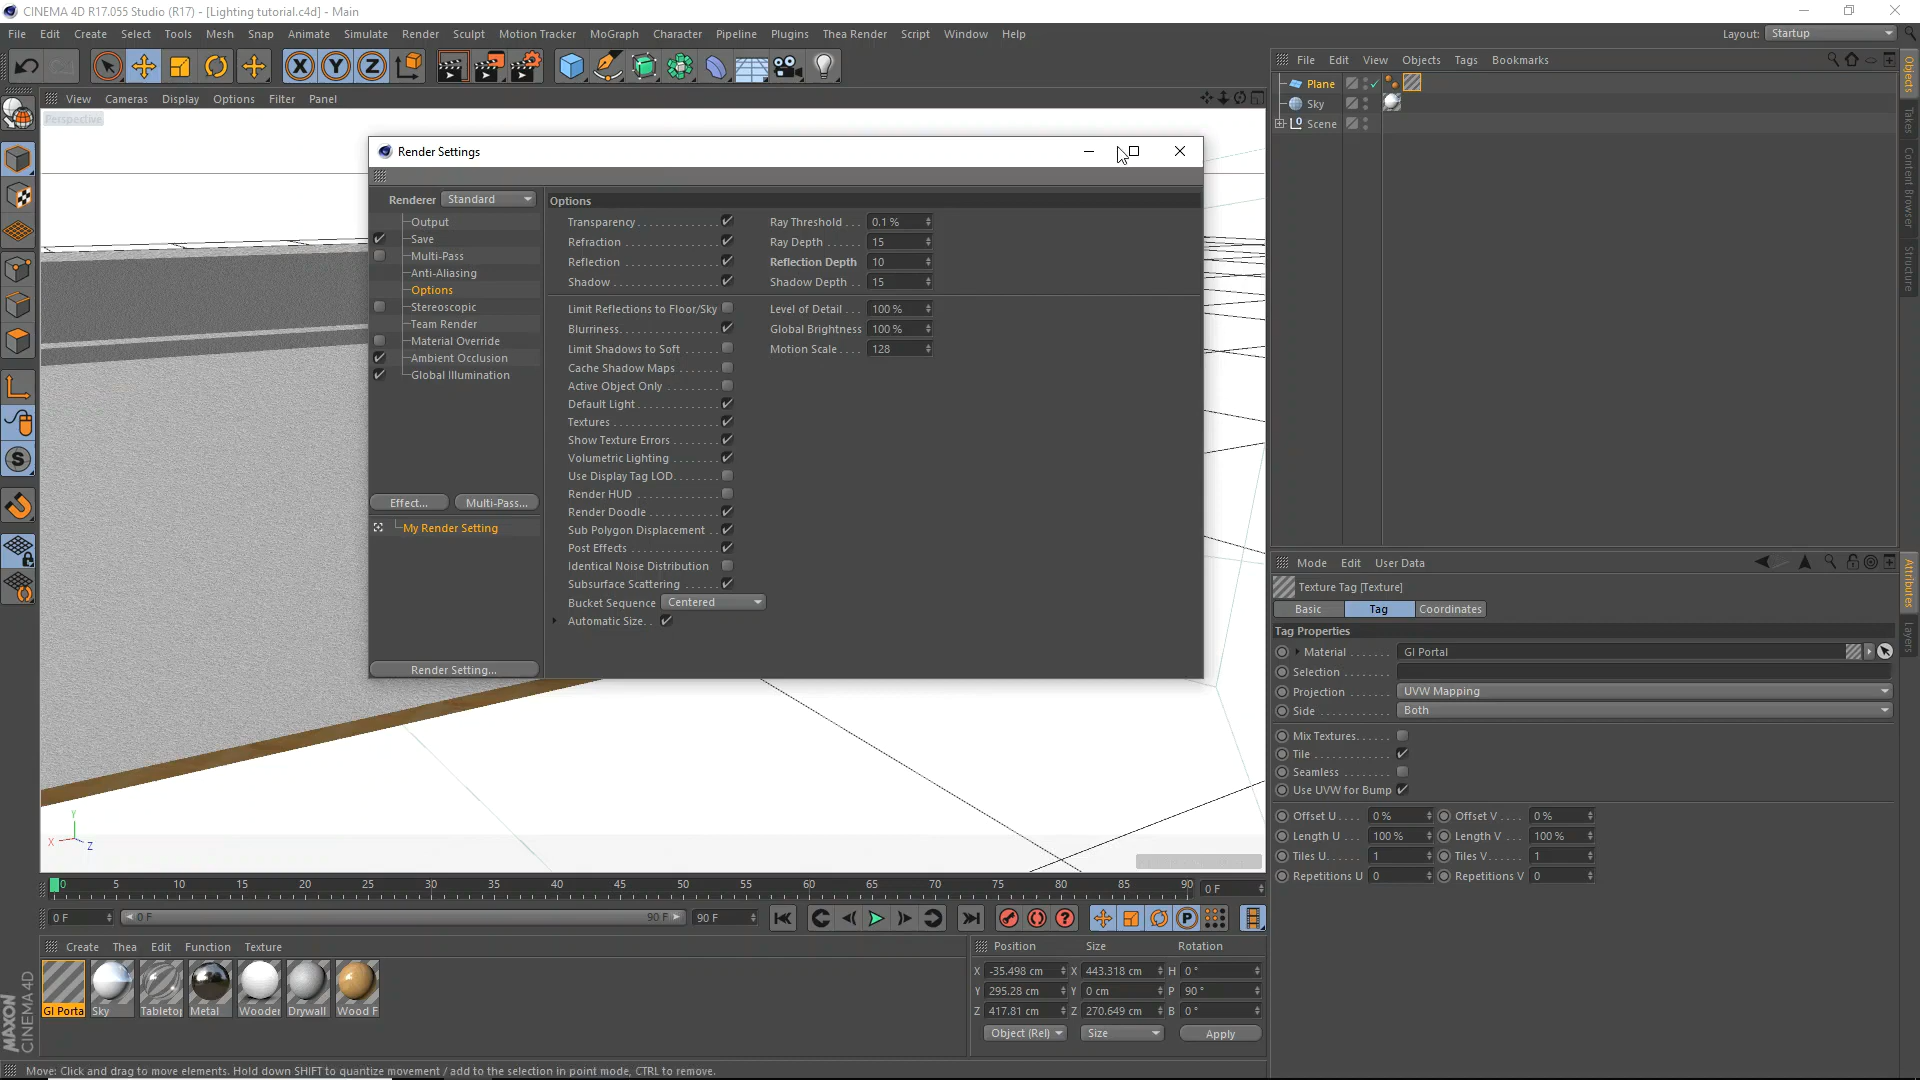 CINEMA 4D R17.055 Studio (R17) - [Lighting tutorial.c4d] - Main
File Edit Create Select Tools Mesh Snap Animate Simulate Render Sculpt Motion Tracker MoGraph Character Pipeline Plugins Thea Render Script Window Help
Layout: Startup
File Edit View Objects Tags Bookmarks
Plane
Sky
Scene
Objects
Takes
Content Browser
Structure
View Cameras Display Options Filter Panel
Perspective
Render Settings
Renderer Standard
Output
Save
Multi-Pass
Anti-Aliasing
Options
Stereoscopic
Team Render
Material Override
Ambient Occlusion
Global Illumination
Effect... Multi-Pass...
My Render Setting
Render Setting...
Options
Transparency Ray Threshold 0.1 %
Refraction Ray Depth 15
Reflection Reflection Depth 10
Shadow Shadow Depth 15
Limit Reflections to Floor/Sky Level of Detail 100 %
Blurriness Global Brightness 100 %
Limit Shadows to Soft Motion Scale 128
Cache Shadow Maps
Active Object Only
Default Light
Textures
Show Texture Errors
Volumetric Lighting
Use Display Tag LOD
Render HUD
Render Doodle
Sub Polygon Displacement
Post Effects
Identical Noise Distribution
Subsurface Scattering
Bucket Sequence Centered
Automatic Size
Y
X
Z
Mode Edit User Data
Texture Tag [Texture]
Basic Tag Coordinates
Tag Properties
Material GI Portal
Selection
Projection UVW Mapping
Side Both
Mix Textures
Tile
Seamless
Use UVW for Bump
Offset U 0 % Offset V 0 %
Length U 100 % Length V 100 %
Tiles U 1 Tiles V 1
Repetitions U 0 Repetitions V 0
Attributes
Layers
0 5 10 15 20 25 30 35 40 45 50 55 60 65 70 75 80 85 90 0 F
0 F 0 F 90 F 90 F
Create Thea Edit Function Texture
GI Porta Sky Tabletop Metal Wooder Drywall Wood F
Position Size Rotation
X -35.498 cm X 443.318 cm H 0 °
Y 295.28 cm Y 0 cm P 90 °
Z 417.81 cm Z 270.649 cm B 0 °
Object (Rel) Size Apply
MAXON
CINEMA 4D
Move: Click and drag to move elements. Hold down SHIFT to quantize movement / add to the selection in point mode, CTRL to remove.